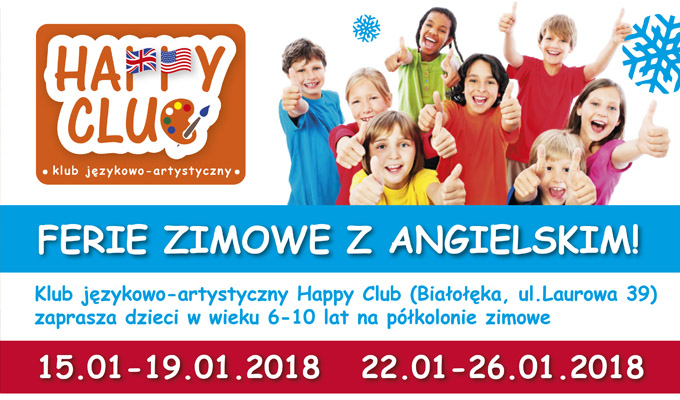 HAPPY
CLUB
• klub językowo-artystyczny •
FERIE ZIMOWE Z ANGIELSKIM!
Klub językowo-artystyczny Happy Club (Białołęka, ul.Laurowa 39)
zaprasza dzieci w wieku 6-10 lat na półkolonie zimowe
15.01-19.01.2018 22.01-26.01.2018